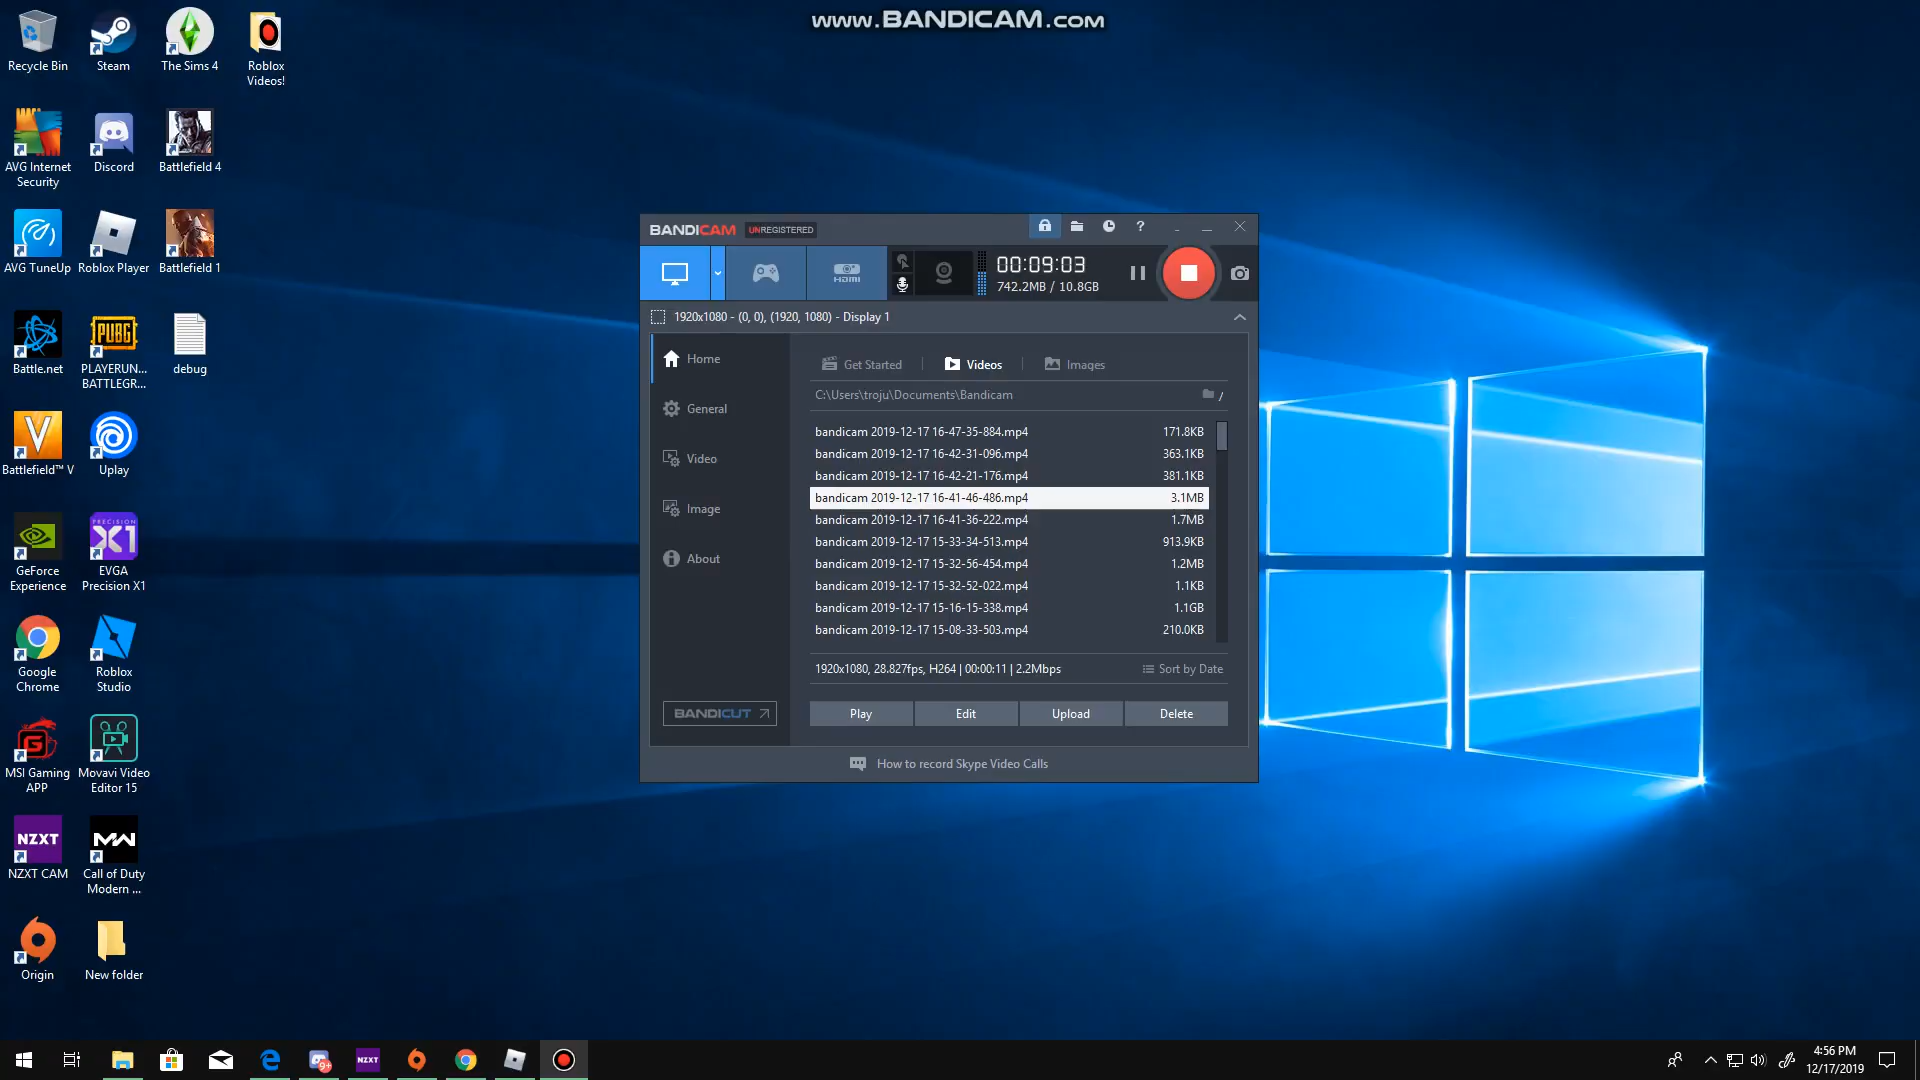 www.BANDICAM.com
Recycle Bin
Steam
The Sims 4
Roblox
Videos!
AVG Internet
Security
Discord
Battlefield 4
AVG TuneUp
Roblox Player
Battlefield 1
Battle.net
PUBG
PLAYERUN...
BATTLEGR...
debug
Battlefield™ V
Uplay
GeForce
Experience
PRECISION
X1
EVGA
Precision X1
Google
Chrome
Roblox
Studio
MSI Gaming
APP
Movavi Video
Editor 15
NZXT
NZXT CAM
MW
Call of Duty
Modern ...
Origin
New folder
BANDICAM UNREGISTERED
?
HDMI
00:09:03
742.2MB / 10.8GB
1920x1080 - (0, 0), (1920, 1080) - Display 1
Home
General
Video
Image
About
BANDICUT
Get Started
Videos
Images
C:\Users\troju\Documents\Bandicam
/
bandicam 2019-12-17 16-47-35-884.mp4 171.8KB
bandicam 2019-12-17 16-42-31-096.mp4 363.1KB
bandicam 2019-12-17 16-42-21-176.mp4 381.1KB
bandicam 2019-12-17 16-41-46-486.mp4 3.1MB
bandicam 2019-12-17 16-41-36-222.mp4 1.7MB
bandicam 2019-12-17 15-33-34-513.mp4 913.9KB
bandicam 2019-12-17 15-32-56-454.mp4 1.2MB
bandicam 2019-12-17 15-32-52-022.mp4 1.1KB
bandicam 2019-12-17 15-16-15-338.mp4 1.1GB
bandicam 2019-12-17 15-08-33-503.mp4 210.0KB
1920x1080, 28.827fps, H264 | 00:00:11 | 2.2Mbps
Sort by Date
Play
Edit
Upload
Delete
How to record Skype Video Calls
9+
NZXT
4:56 PM
12/17/2019